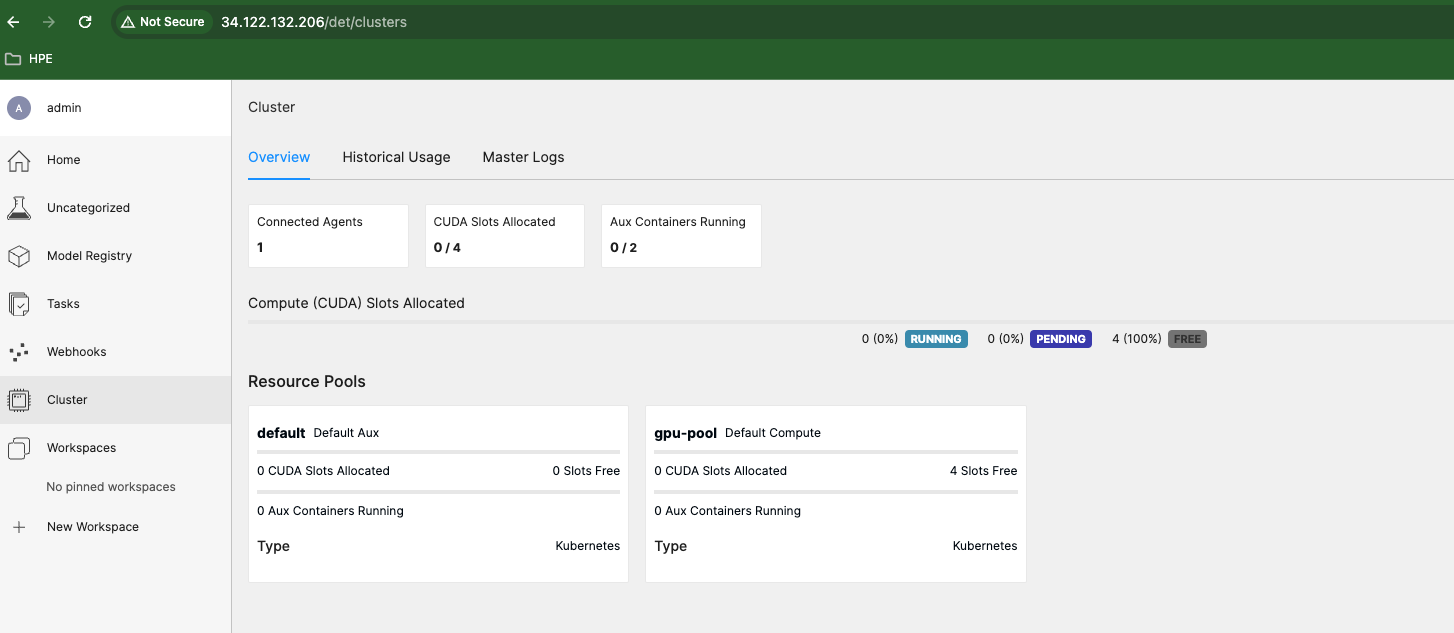 Not Secure 34.122.132.206/det/clusters
HPE
A admin
Home
Uncategorized
Model Registry
Tasks
Webhooks
Cluster
Workspaces
No pinned workspaces
New Workspace
Cluster
Overview Historical Usage Master Logs
Connected Agents
1
CUDA Slots Allocated
0 / 4
Aux Containers Running
0 / 2
Compute (CUDA) Slots Allocated
0 (0%) RUNNING 0 (0%) PENDING 4 (100%) FREE
Resource Pools
default Default Aux
0 CUDA Slots Allocated 0 Slots Free
0 Aux Containers Running
Type Kubernetes
gpu-pool Default Compute
0 CUDA Slots Allocated 4 Slots Free
0 Aux Containers Running
Type Kubernetes